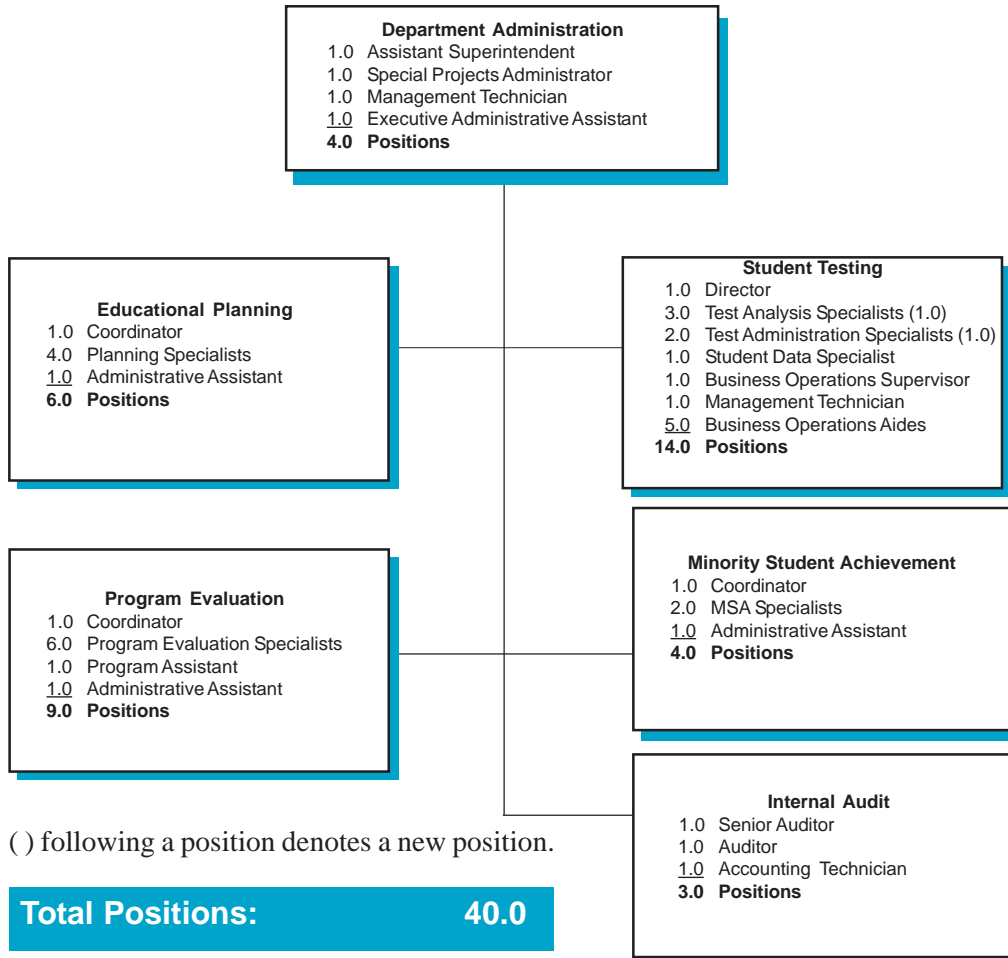 Department Administration
1.0 Assistant Superintendent
1.0 Special Projects Administrator
1.0 Management Technician
1.0 Executive Administrative Assistant
4.0 Positions
Educational Planning
1.0 Coordinator
4.0 Planning Specialists
1.0 Administrative Assistant
6.0 Positions
Student Testing
1.0 Director
3.0 Test Analysis Specialists (1.0)
2.0 Test Administration Specialists (1.0)
1.0 Student Data Specialist
1.0 Business Operations Supervisor
1.0 Management Technician
5.0 Business Operations Aides
14.0 Positions
Program Evaluation
1.0 Coordinator
6.0 Program Evaluation Specialists
1.0 Program Assistant
1.0 Administrative Assistant
9.0 Positions
Minority Student Achievement
1.0 Coordinator
2.0 MSA Specialists
1.0 Administrative Assistant
4.0 Positions
Internal Audit
1.0 Senior Auditor
1.0 Auditor
1.0 Accounting Technician
3.0 Positions
( ) following a position denotes a new position.
Total Positions: 40.0